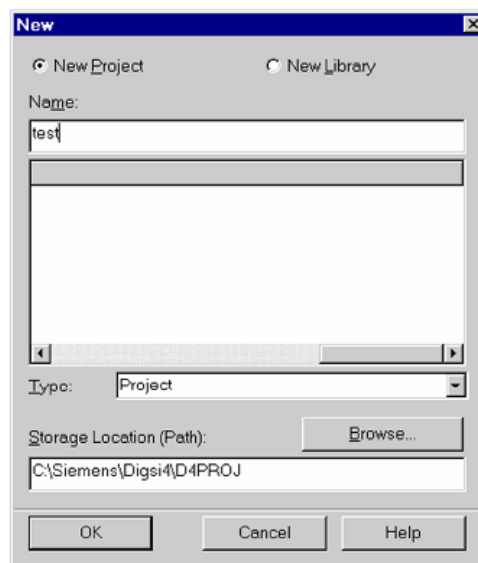 New
New Project New Library
Name:
test
Type: Project
Storage Location (Path): Browse...
C:\Siemens\Digsi4\D4PROJ
OK Cancel Help